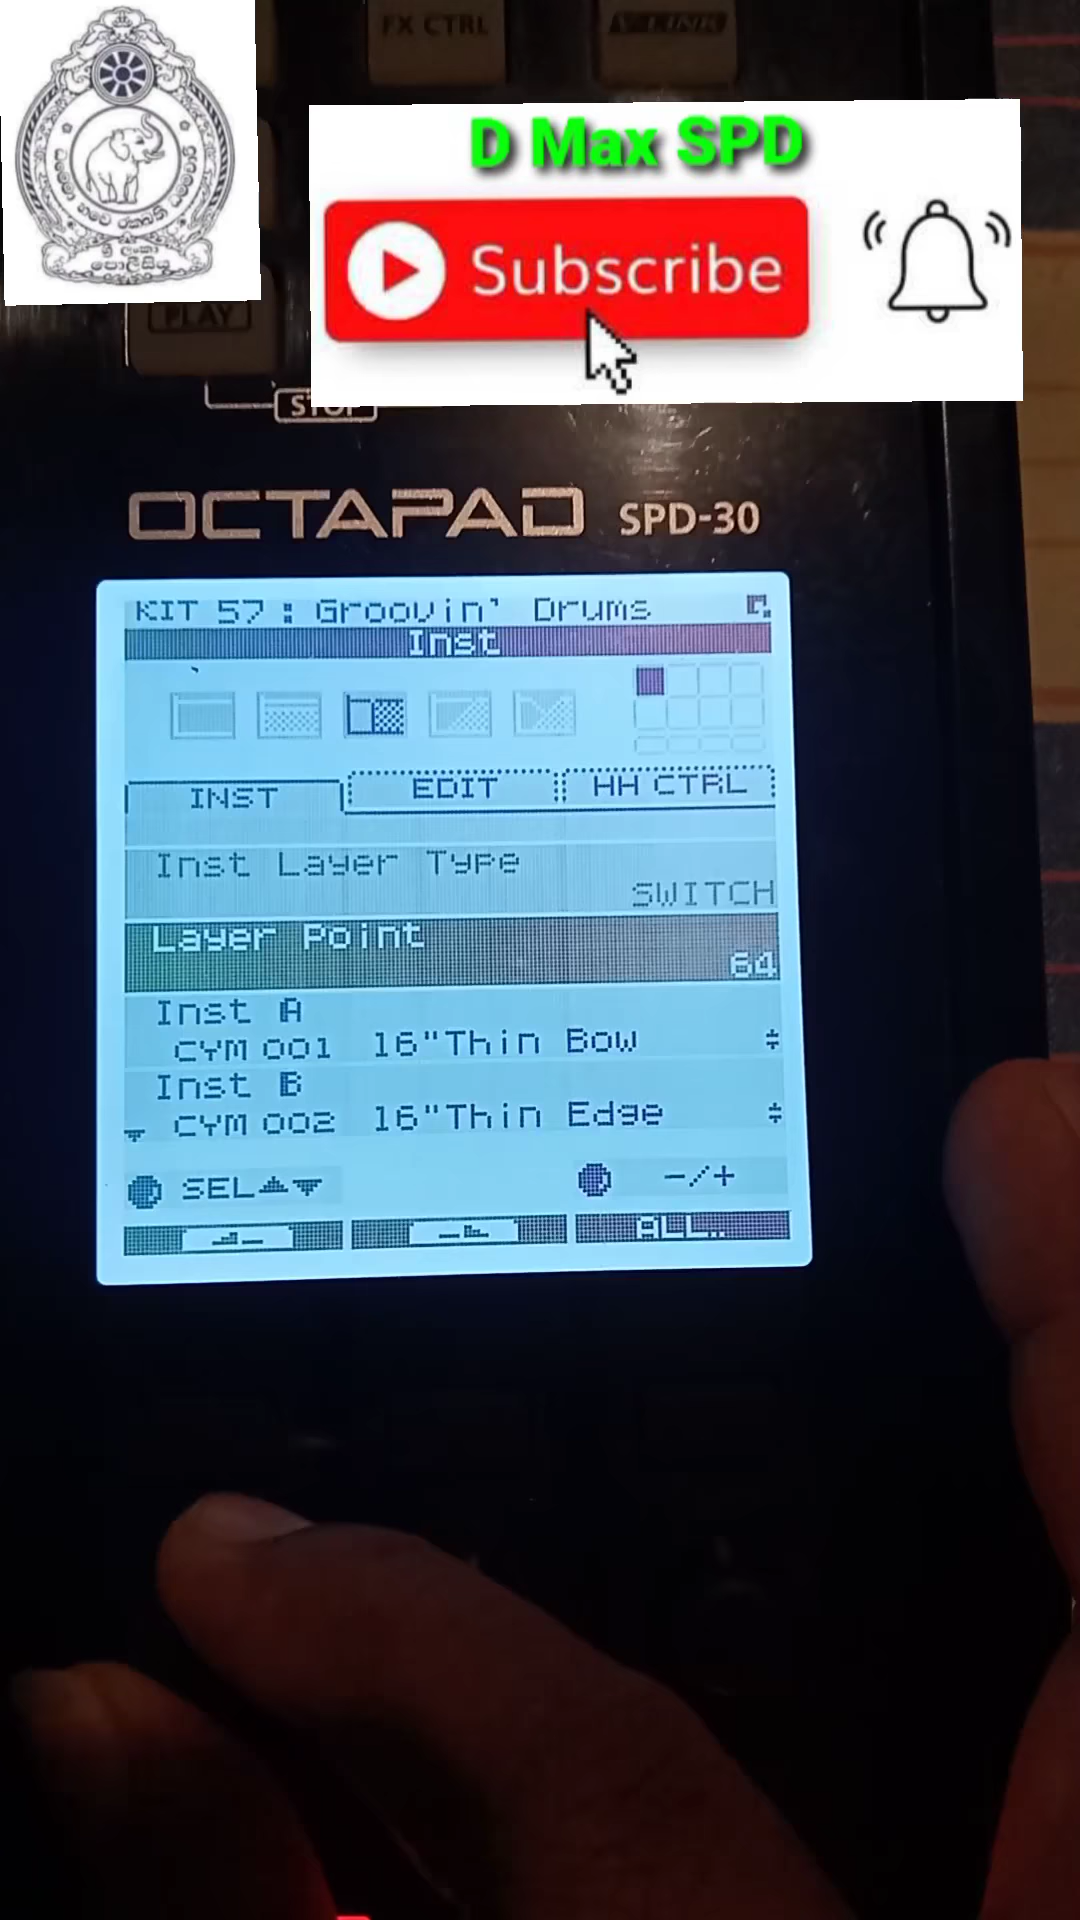 FX CTRL
V-LINK
D Max SPD
Subscribe
ශ්‍රී ලංකා
පොලීසිය
PLAY
STOP
OCTAPAD SPD-30
KIT 57 : Groovin' Drums
Inst
INST EDIT HH CTRL
Inst Layer Type
SWITCH
Layer Point
64
Inst A
CYM 001 16"Thin Bow
Inst B
CYM 002 16"Thin Edge
SEL -/+
ALL..